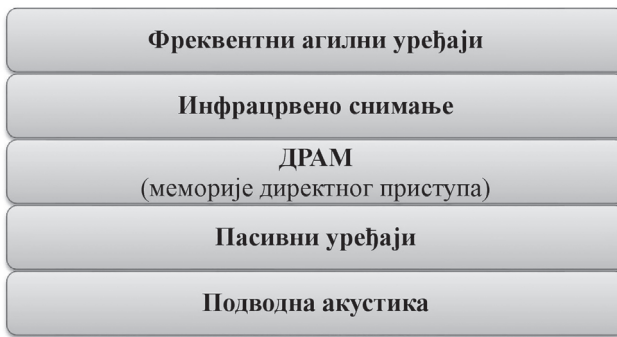 Фреквентни агилни уређаји
Инфрацрвено снимање
ДРАМ
(меморије директног приступа)
Пасивни уређаји
Подводна акустика